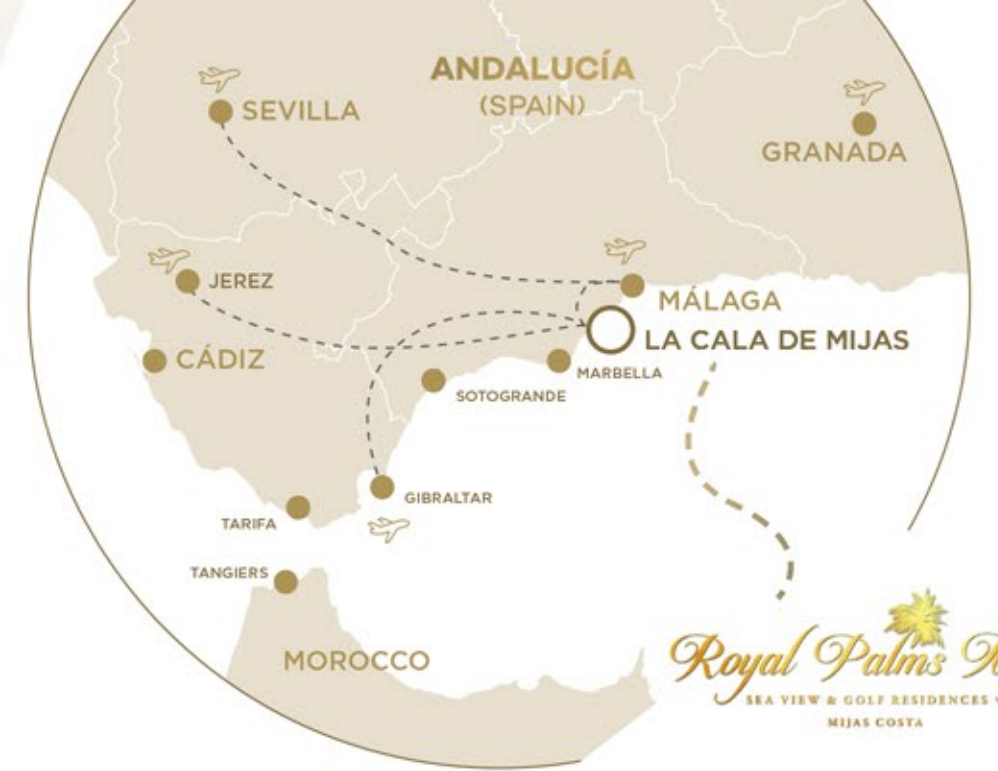 ANDALUCÍA
(SPAIN)
SEVILLA
GRANADA
JEREZ
MÁLAGA
LA CALA DE MIJAS
CÁDIZ
MARBELLA
SOTOGRANDE
GIBRALTAR
TARIFA
TANGIERS
MOROCCO
Royal Palms
SEA VIEW & GOLF RESIDENCES
MIJAS COSTA